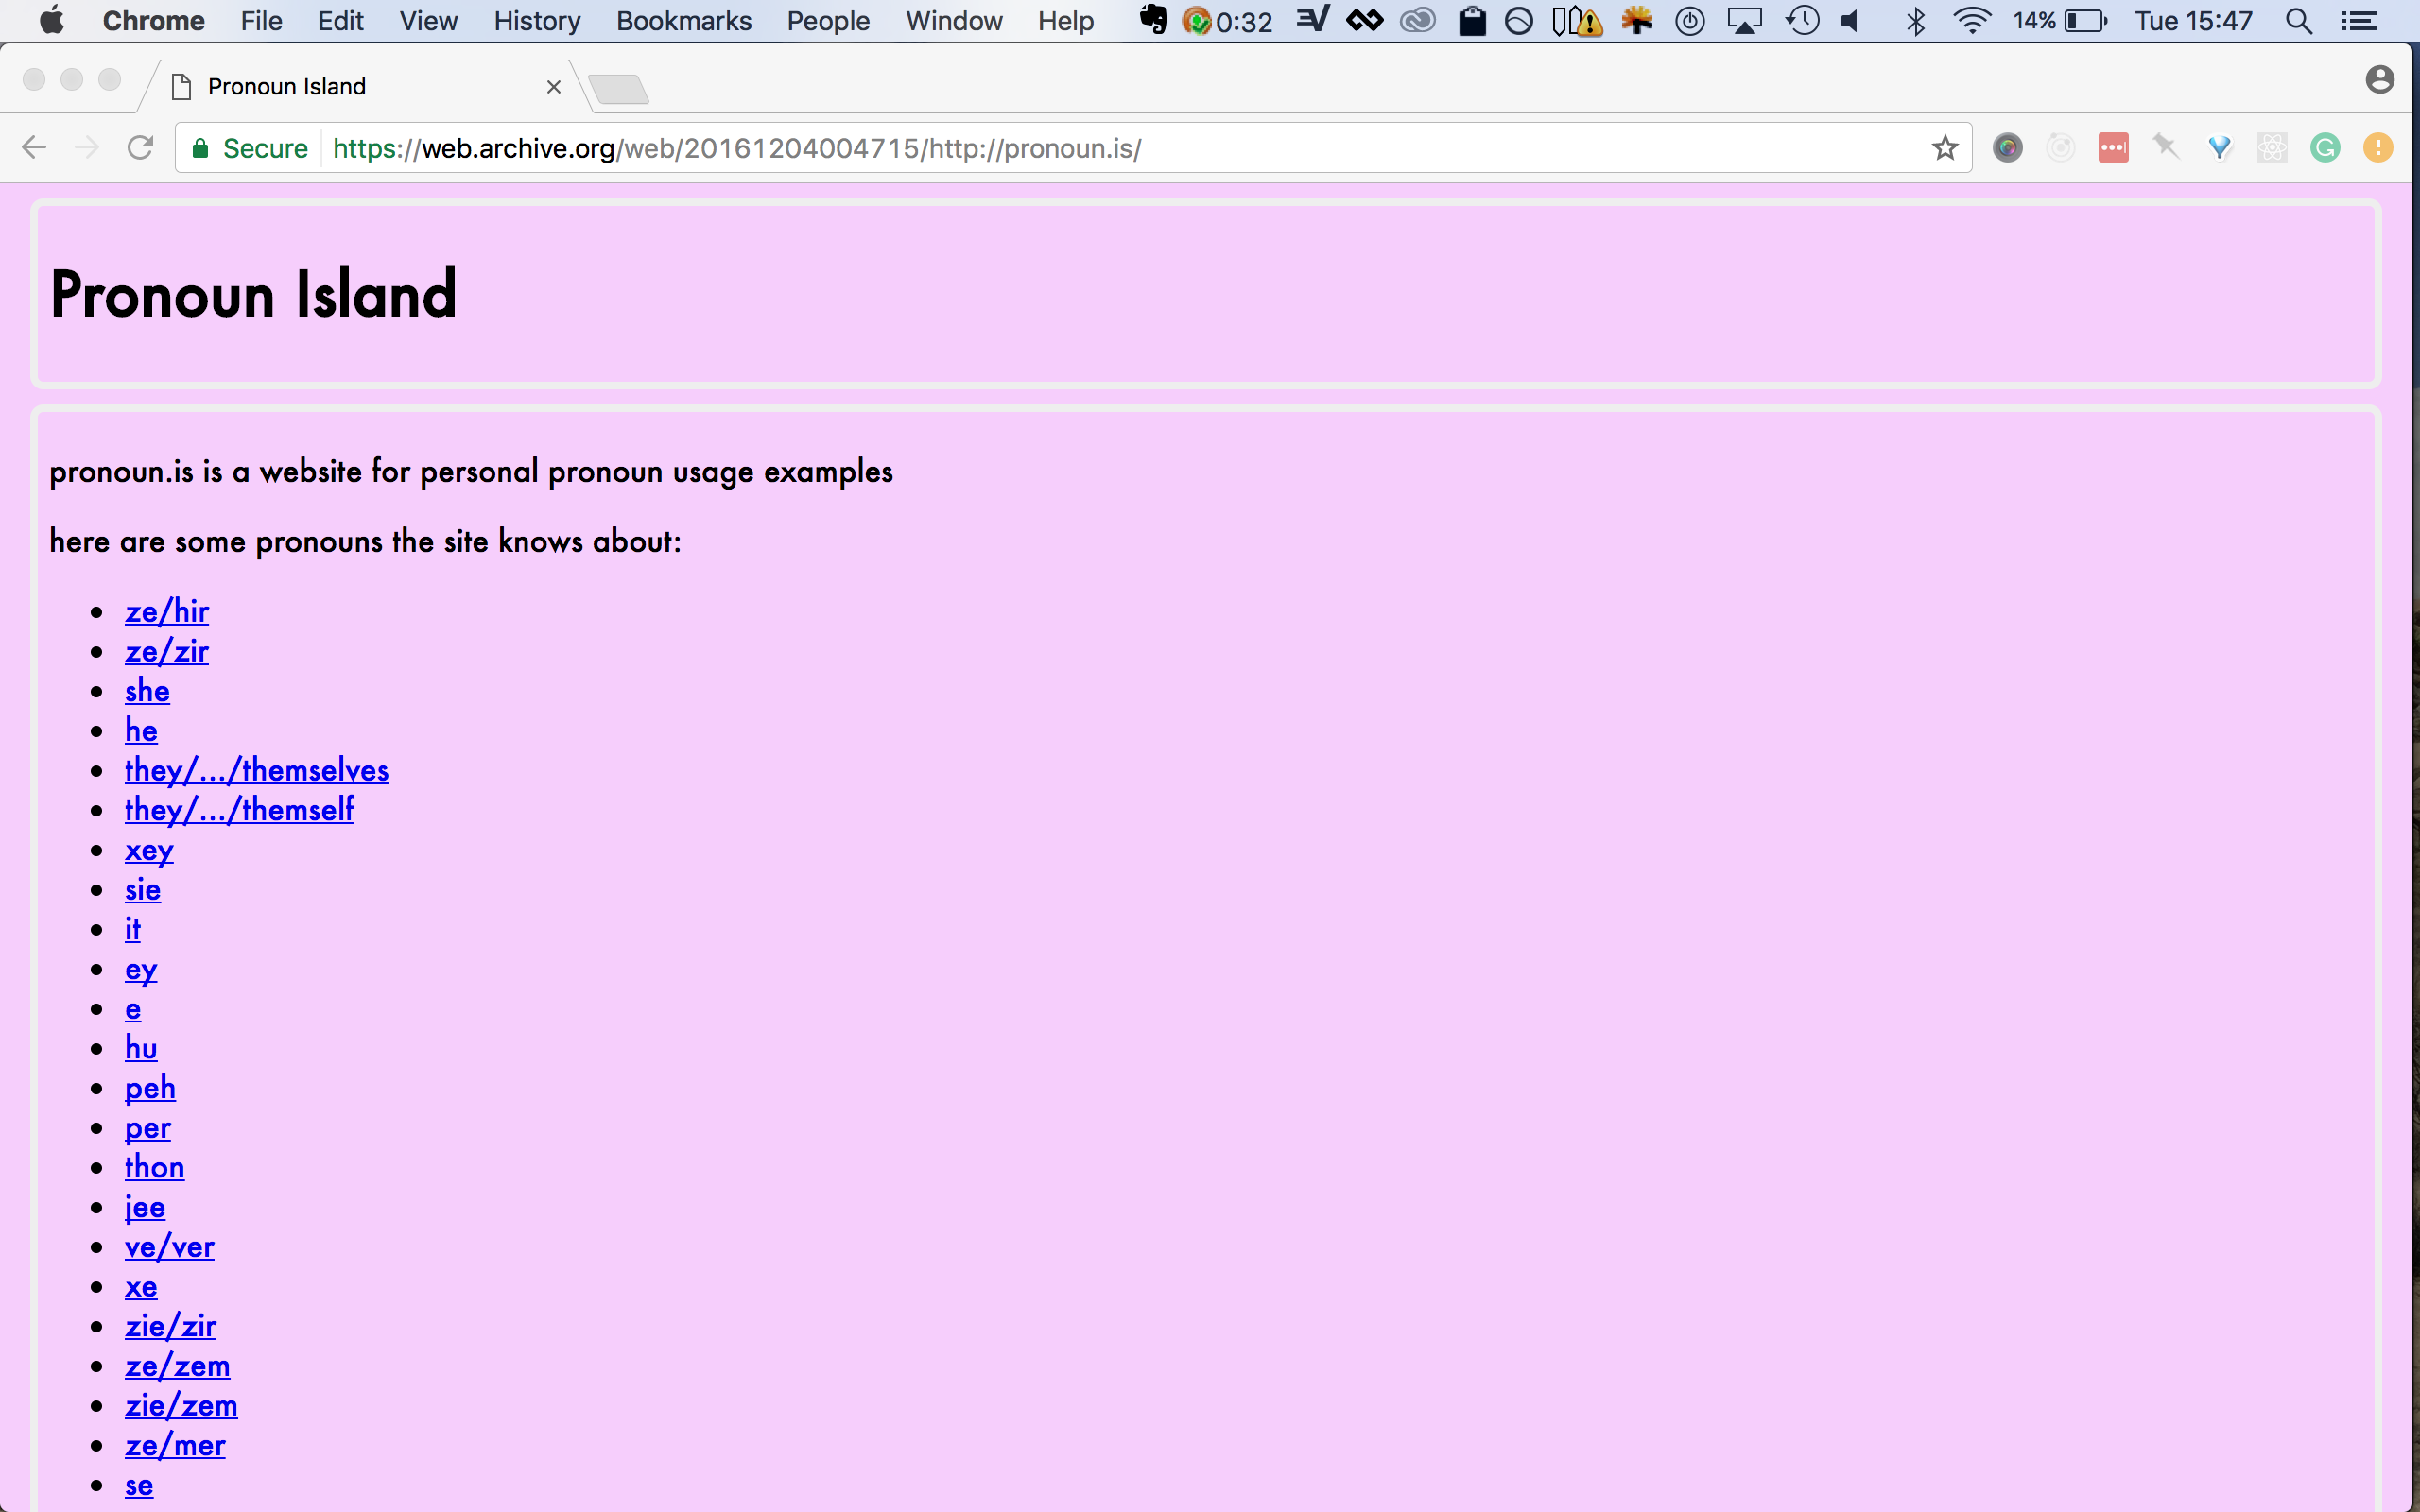 Chrome File Edit View History Bookmarks People Window Help 0:32 14% Tue 15:47
Pronoun Island
Secure https://web.archive.org/web/20161204004715/http://pronoun.is/
Pronoun Island
pronoun.is is a website for personal pronoun usage examples
here are some pronouns the site knows about:
ze/hir
ze/zir
she
he
they/.../themselves
they/.../themself
xey
sie
it
ey
e
hu
peh
per
thon
jee
ve/ver
xe
zie/zir
ze/zem
zie/zem
ze/mer
se